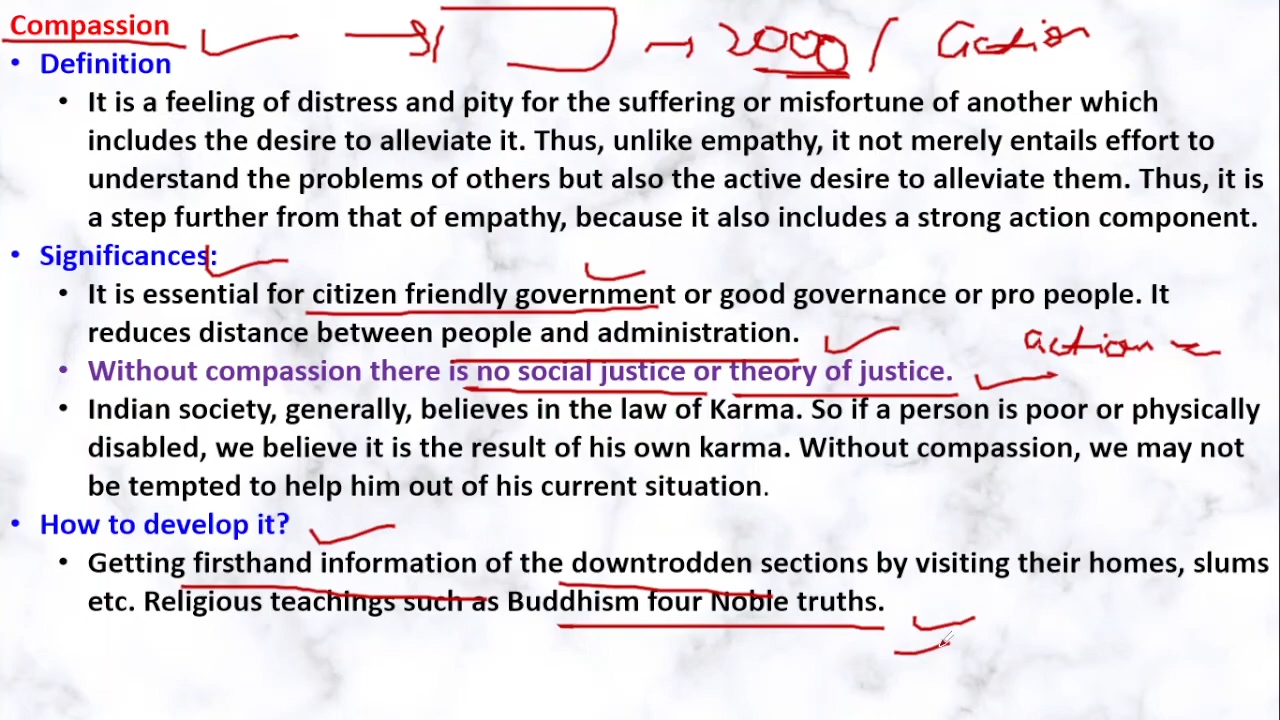 Compassion
2000 / action
• Definition
• It is a feeling of distress and pity for the suffering or misfortune of another which
includes the desire to alleviate it. Thus, unlike empathy, it not merely entails effort to
understand the problems of others but also the active desire to alleviate them. Thus, it is
a step further from that of empathy, because it also includes a strong action component.
• Significances:
• It is essential for citizen friendly government or good governance or pro people. It
reduces distance between people and administration.
action
• Without compassion there is no social justice or theory of justice.
• Indian society, generally, believes in the law of Karma. So if a person is poor or physically
disabled, we believe it is the result of his own karma. Without compassion, we may not
be tempted to help him out of his current situation.
• How to develop it?
• Getting firsthand information of the downtrodden sections by visiting their homes, slums
etc. Religious teachings such as Buddhism four Noble truths.